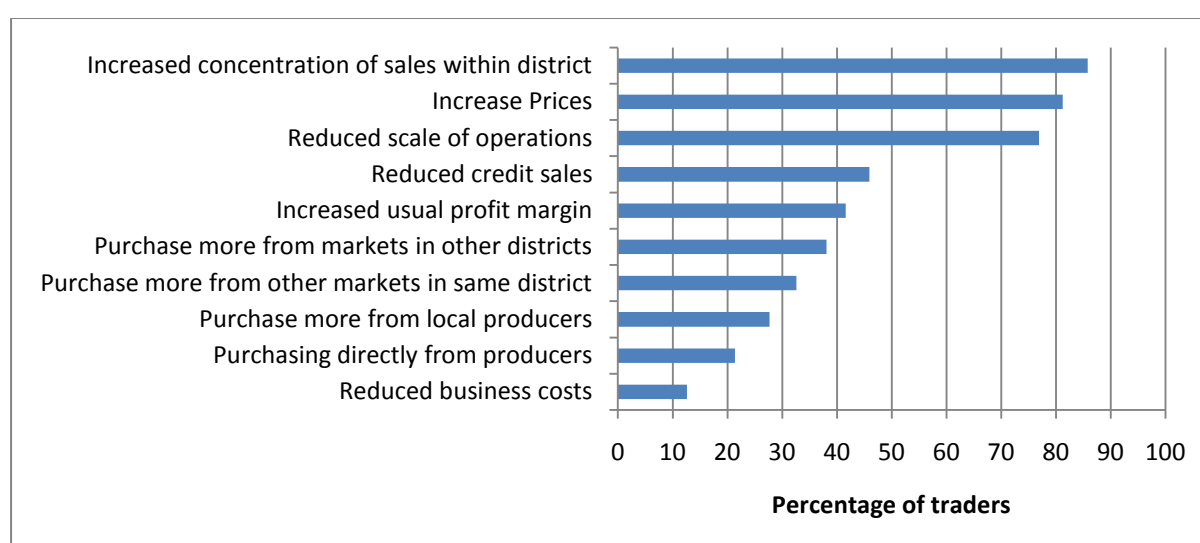 Increased concentration of sales within district
Increase Prices
Reduced scale of operations
Reduced credit sales
Increased usual profit margin
Purchase more from markets in other districts
Purchase more from other markets in same district
Purchase more from local producers
Purchasing directly from producers
Reduced business costs
0 10 20 30 40 50 60 70 80 90 100
Percentage of traders